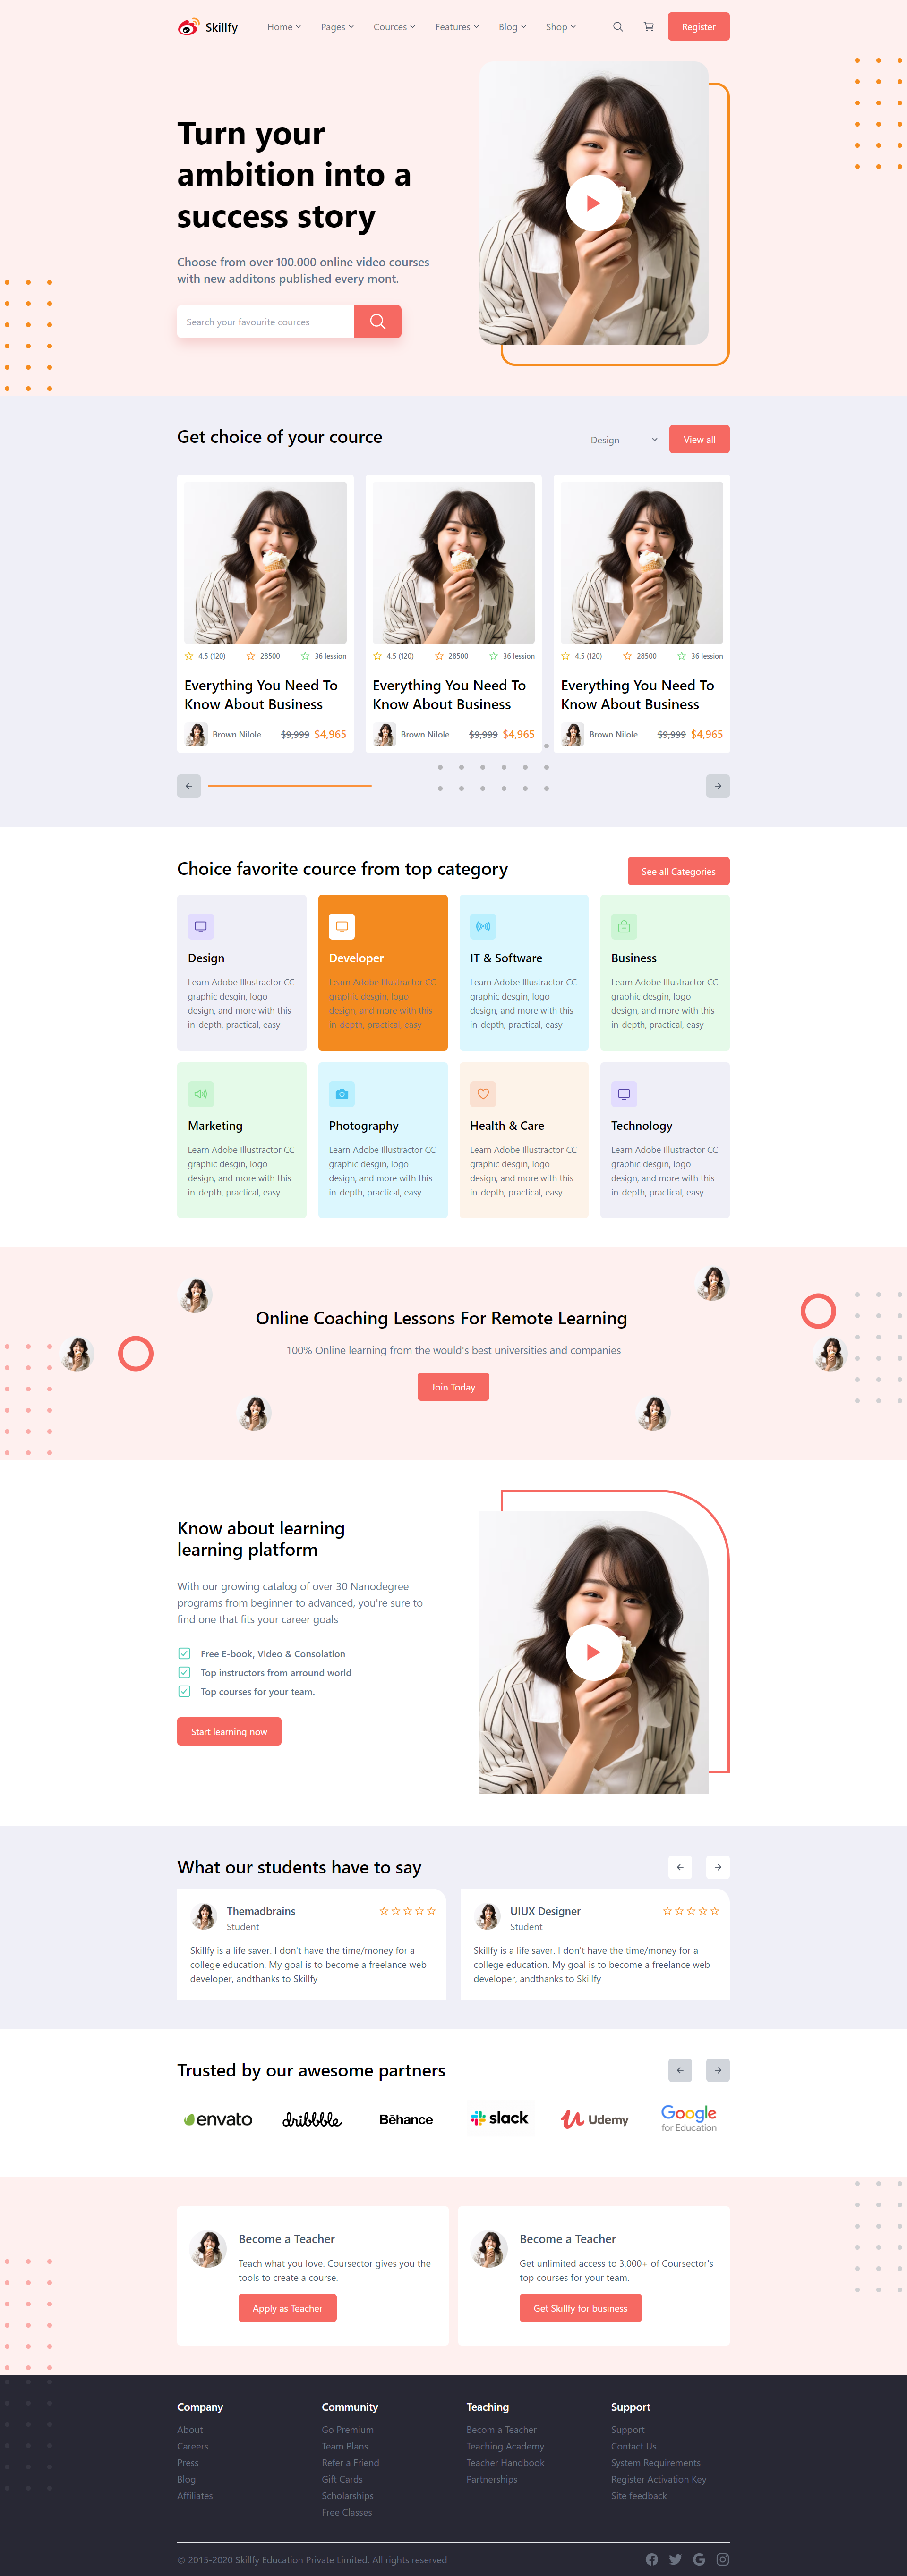 Skillfy
Home
Pages
Cources
Features
Blog
Shop
Register
Turn your
ambition into a
success story
Choose from over 100.000 online video courses
with new additons published every mont.
Search your favourite cources
Get choice of your cource
Design
View all
4.5 (120)
28500
36 lession
4.5 (120)
28500
36 lession
4.5 (120)
28500
36 lession
Everything You Need To
Know About Business
Everything You Need To
Know About Business
Everything You Need To
Know About Business
Brown Nilole
$9,999 $4,965
Brown Nilole
$9,999 $4,965
Brown Nilole
$9,999 $4,965
Choice favorite cource from top category
See all Categories
Design
Learn Adobe Illustractor CC
graphic desgin, logo
design, and more with this
in-depth, practical, easy-
Developer
Learn Adobe Illustractor CC
graphic desgin, logo
design, and more with this
in-depth, practical, easy-
IT & Software
Learn Adobe Illustractor CC
graphic desgin, logo
design, and more with this
in-depth, practical, easy-
Business
Learn Adobe Illustractor CC
graphic desgin, logo
design, and more with this
in-depth, practical, easy-
Marketing
Learn Adobe Illustractor CC
graphic desgin, logo
design, and more with this
in-depth, practical, easy-
Photography
Learn Adobe Illustractor CC
graphic desgin, logo
design, and more with this
in-depth, practical, easy-
Health & Care
Learn Adobe Illustractor CC
graphic desgin, logo
design, and more with this
in-depth, practical, easy-
Technology
Learn Adobe Illustractor CC
graphic desgin, logo
design, and more with this
in-depth, practical, easy-
Online Coaching Lessons For Remote Learning
100% Online learning from the would's best universities and companies
Join Today
Know about learning
learning platform
With our growing catalog of over 30 Nanodegree
programs from beginner to advanced, you're sure to
find one that fits your career goals
Free E-book, Video & Consolation
Top instructors from arround world
Top courses for your team.
Start learning now
What our students have to say
Themadbrains
Student
Skillfy is a life saver. I don't have the time/money for a
college education. My goal is to become a freelance web
developer, andthanks to Skillfy
UIUX Designer
Student
Skillfy is a life saver. I don't have the time/money for a
college education. My goal is to become a freelance web
developer, andthanks to Skillfy
Trusted by our awesome partners
envato
dribbble
Bēhance
slack
Udemy
Google
for Education
Become a Teacher
Teach what you love. Coursector gives you the
tools to create a course.
Apply as Teacher
Become a Teacher
Get unlimited access to 3,000+ of Coursector's
top courses for your team.
Get Skillfy for business
Company
About
Careers
Press
Blog
Affiliates
Community
Go Premium
Team Plans
Refer a Friend
Gift Cards
Scholarships
Free Classes
Teaching
Becom a Teacher
Teaching Academy
Teacher Handbook
Partnerships
Support
Support
Contact Us
System Requirements
Register Activation Key
Site feedback
© 2015-2020 Skillfy Education Private Limited. All rights reserved